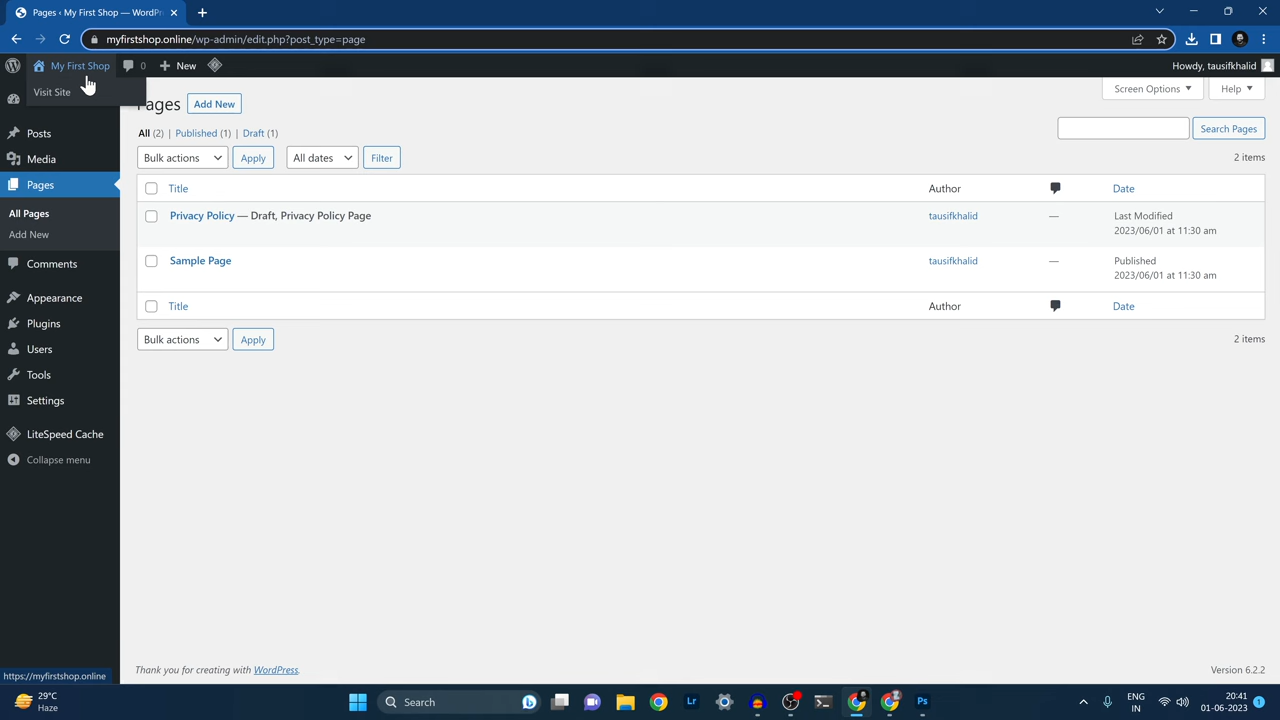 Pages ‹ My First Shop — WordPr
myfirstshop.online/wp-admin/edit.php?post_type=page
My First Shop
0
New
Howdy, tausifkhalid
Visit Site
Posts
Media
Pages
All Pages
Add New
Comments
Appearance
Plugins
Users
Tools
Settings
LiteSpeed Cache
Collapse menu
Screen Options
Help
Pages
Add New
All (2) | Published (1) | Draft (1)
Search Pages
Bulk actions
Apply
All dates
Filter
2 items
Title
Author
Date
Privacy Policy — Draft, Privacy Policy Page
tausifkhalid
—
Last Modified
2023/06/01 at 11:30 am
Sample Page
tausifkhalid
—
Published
2023/06/01 at 11:30 am
Title
Author
Date
Bulk actions
Apply
2 items
Thank you for creating with WordPress.
Version 6.2.2
https://myfirstshop.online
29°C
Haze
Search
Lr
Ps
ENG
IN
20:41
01-06-2023
1